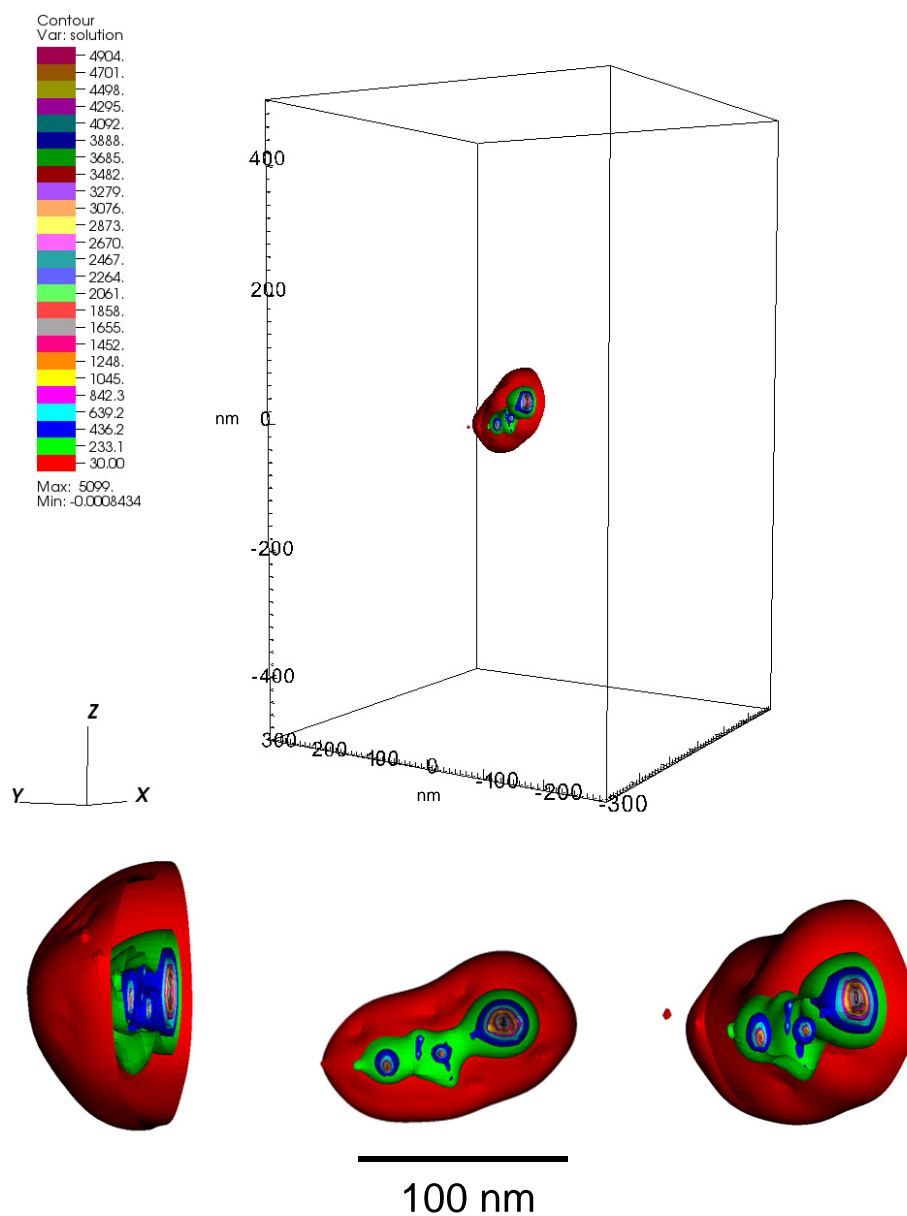 Contour
Var: solution
4904.
4701.
4498.
4295.
4092.
3888.
3685.
3482.
3279.
3076.
2873.
2670.
2467.
2264.
2061.
1858.
1655.
1452.
1248.
1045.
842.3
639.2
436.2
233.1
30.00
Max: 5099.
Min: -0.0008434
400
200
nm 0
-200
-400
300 200 100 0 -100 -200 -300
nm
Z
Y X
100 nm